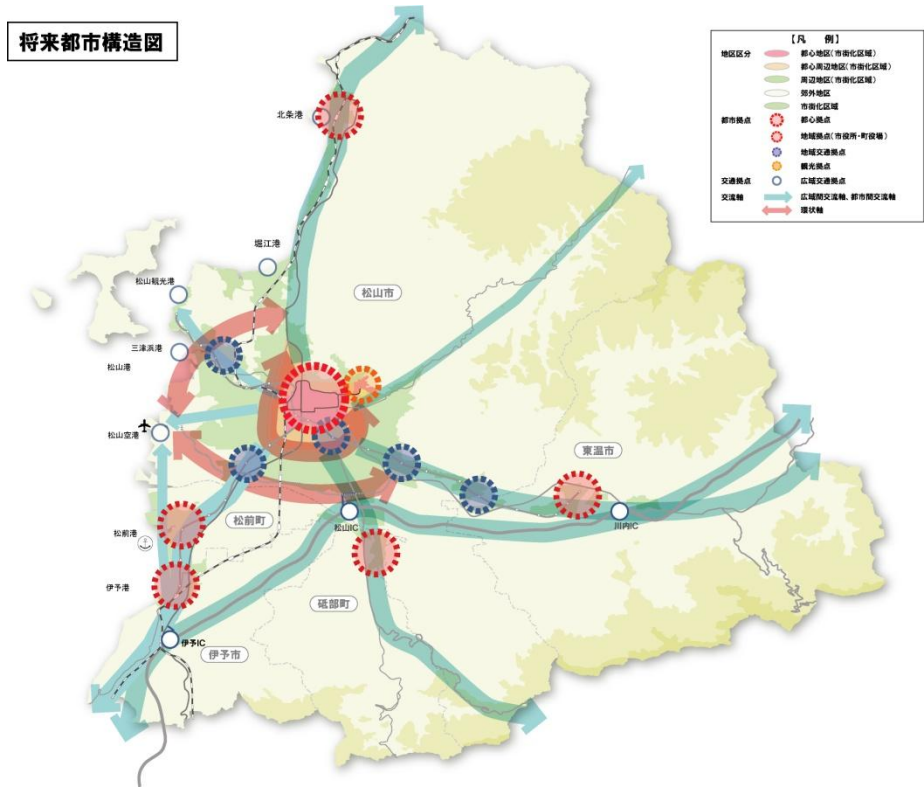 将来都市構造図
【凡 例】
地区区分 都心地区(市街化区域)
都心周辺地区(市街化区域)
周辺地区(市街化区域)
郊外地区
市街化区域
都市拠点 都心拠点
地域拠点(市役所・町役場)
地域交通拠点
観光拠点
交通拠点 広域交通拠点
交流軸 広域間交流軸、都市間交流軸
環状軸
北条港
堀江港
松山観光港
松山市
三津浜港
松山港
松山空港
東温市
松前町
松山IC
川内IC
松前港
伊予港
砥部町
伊予IC
伊予市